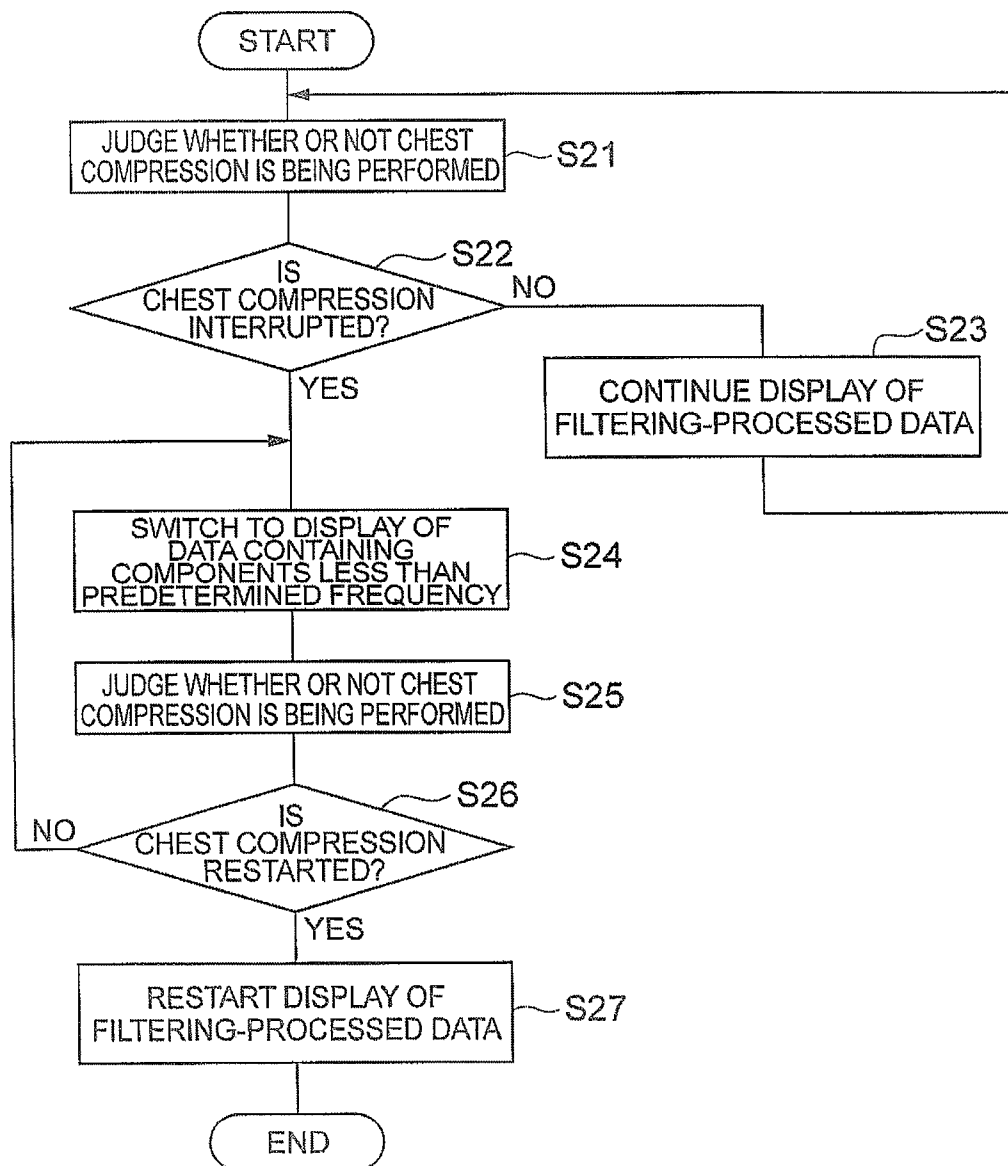 START
JUDGE WHETHER OR NOT CHEST
COMPRESSION IS BEING PERFORMED
S21
S22
IS
CHEST COMPRESSION
INTERRUPTED?
NO
YES
S23
CONTINUE DISPLAY OF
FILTERING-PROCESSED DATA
SWITCH TO DISPLAY OF
DATA CONTAINING
COMPONENTS LESS THAN
PREDETERMINED FREQUENCY
S24
JUDGE WHETHER OR NOT CHEST
COMPRESSION IS BEING PERFORMED
S25
S26
IS
CHEST COMPRESSION
RESTARTED?
NO
YES
RESTART DISPLAY OF
FILTERING-PROCESSED DATA
S27
END